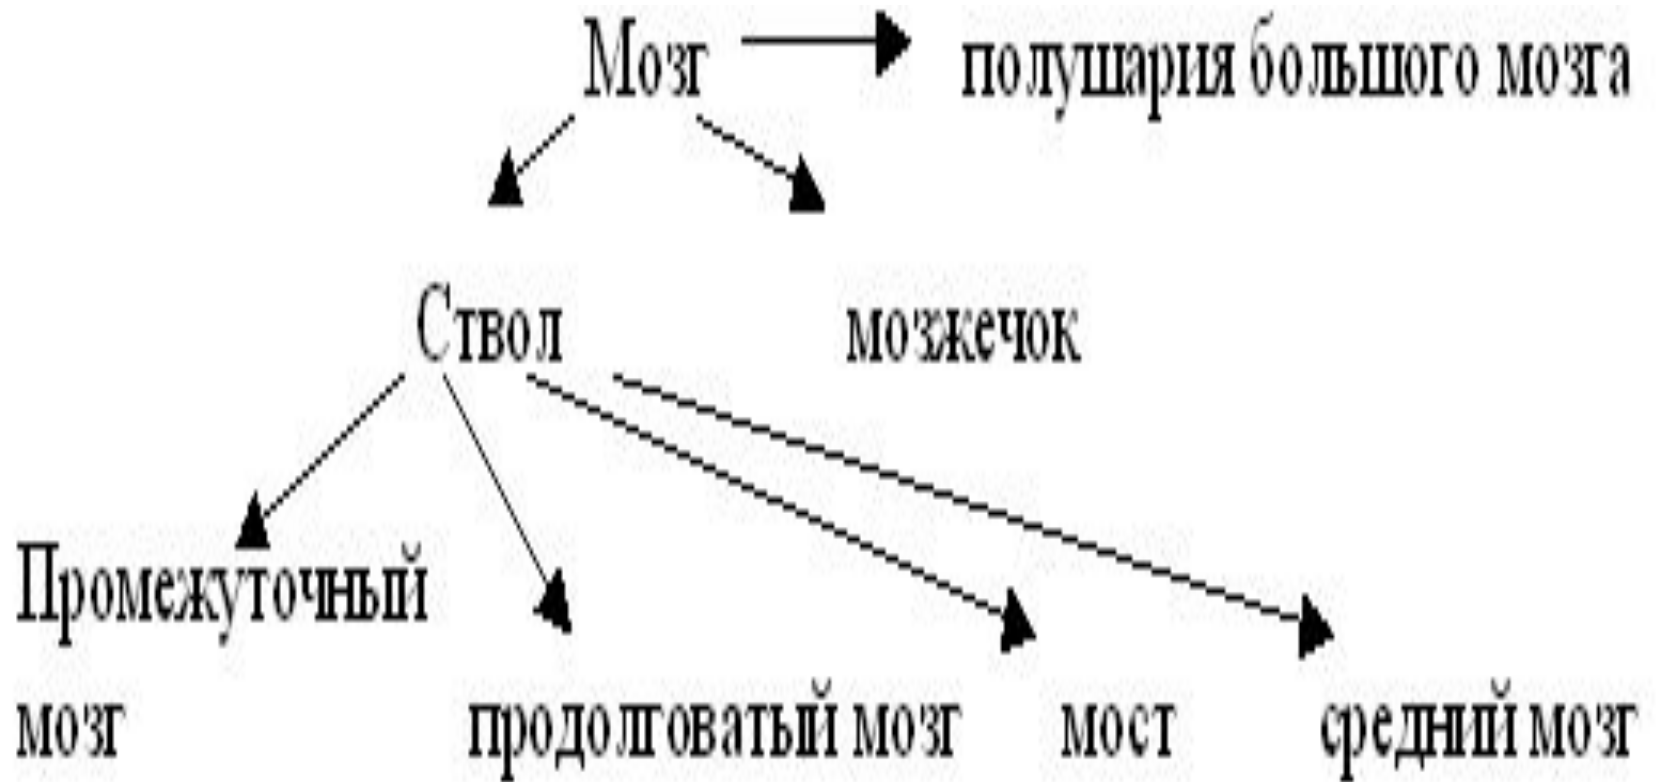 Мозг полушария большого мозга
Ствол мозжечок
Промежуточный
мозг продолговатый мозг мост средний мозг